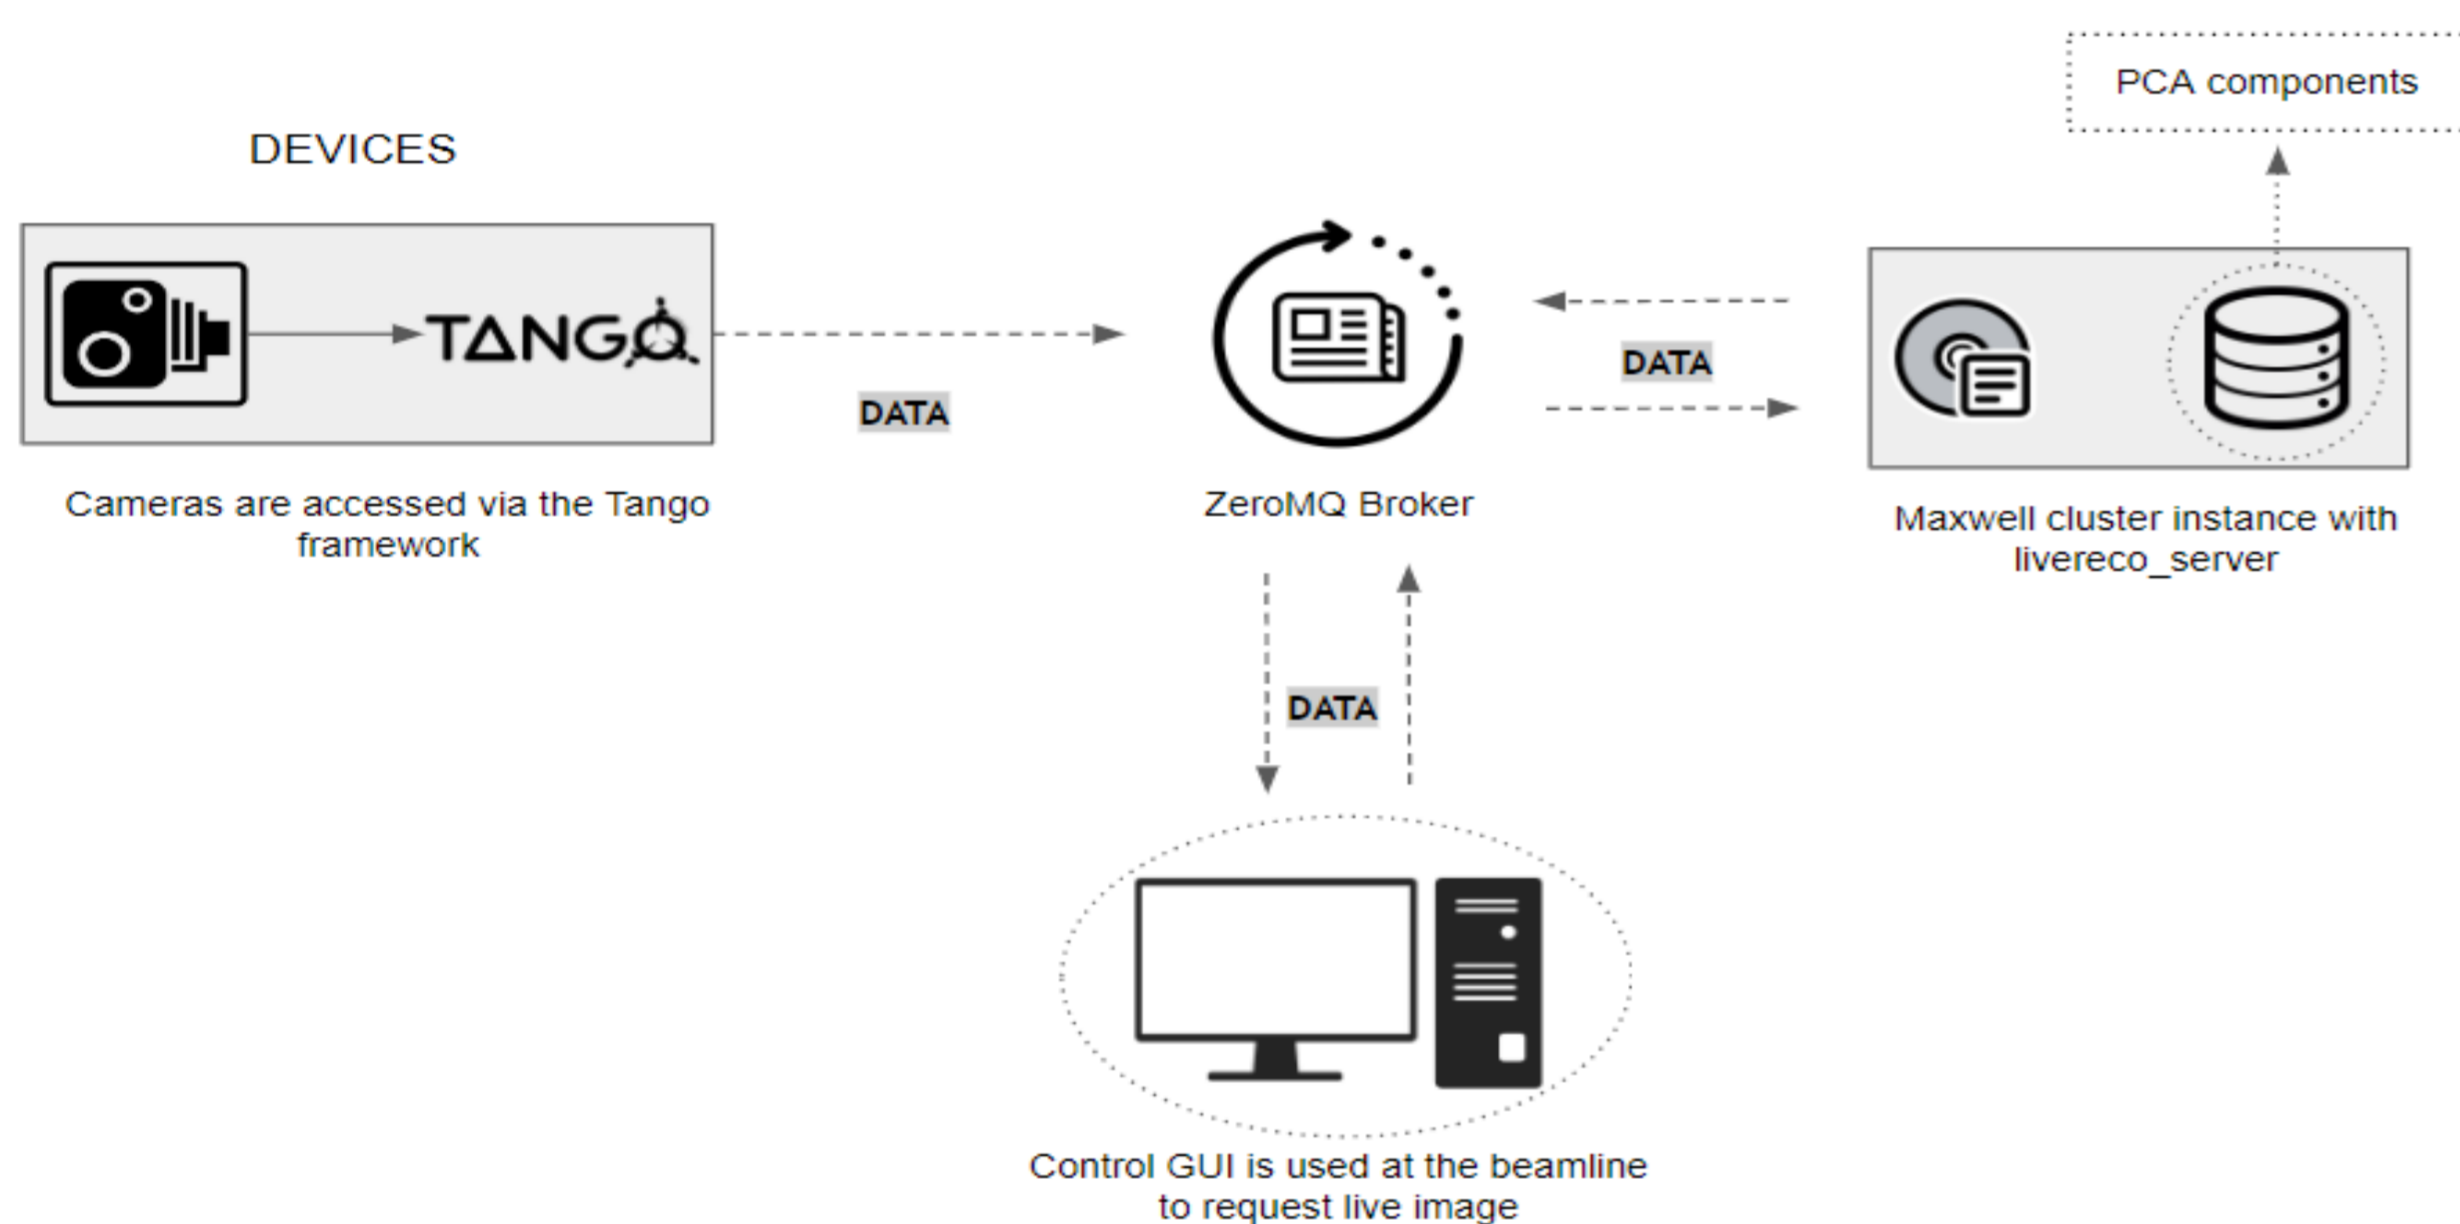 PCA components
DEVICES
TANGO
DATA
DATA
ZeroMQ Broker
Cameras are accessed via the Tango
framework
Maxwell cluster instance with
livereco_server
DATA
Control GUI is used at the beamline
to request live image